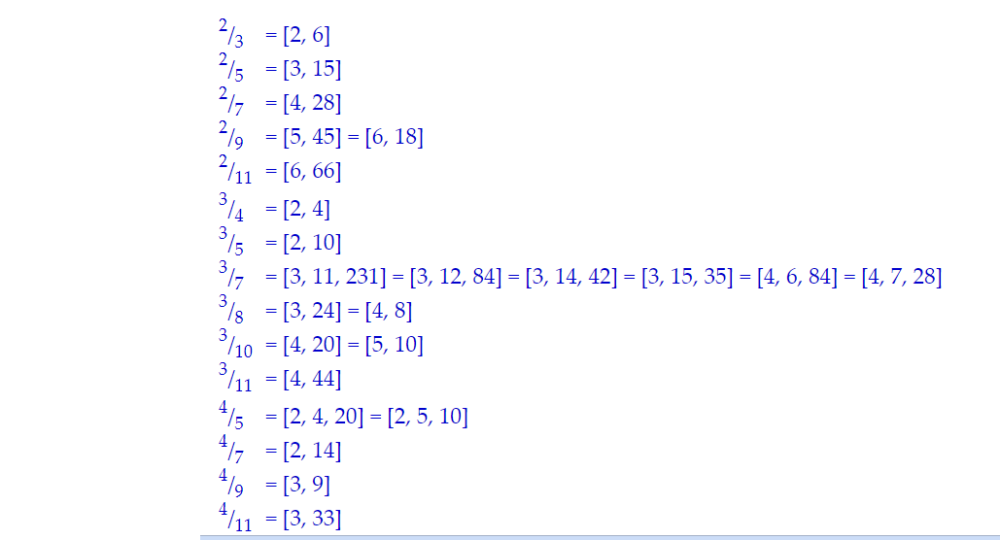 2/3 = [2, 6]
2/5 = [3, 15]
2/7 = [4, 28]
2/9 = [5, 45] = [6, 18]
2/11 = [6, 66]
3/4 = [2, 4]
3/5 = [2, 10]
3/7 = [3, 11, 231] = [3, 12, 84] = [3, 14, 42] = [3, 15, 35] = [4, 6, 84] = [4, 7, 28]
3/8 = [3, 24] = [4, 8]
3/10 = [4, 20] = [5, 10]
3/11 = [4, 44]
4/5 = [2, 4, 20] = [2, 5, 10]
4/7 = [2, 14]
4/9 = [3, 9]
4/11 = [3, 33]